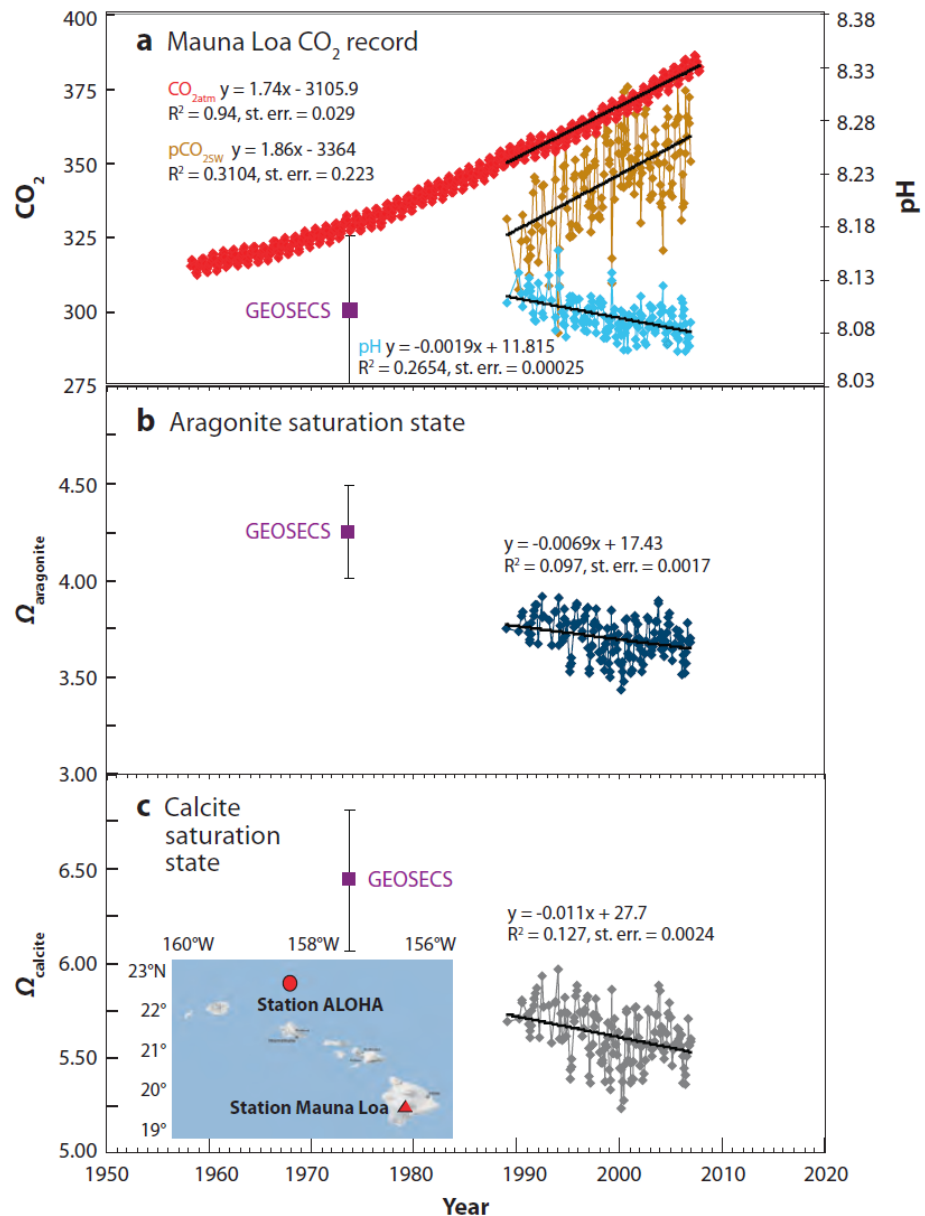 a Mauna Loa CO2 record
CO2atm y = 1.74x - 3105.9
R2 = 0.94, st. err. = 0.029
pCO2SW y = 1.86x - 3364
R2 = 0.3104, st. err. = 0.223
400
375
350
325
300
275
CO2
8.38
8.33
8.28
8.23
8.18
8.13
8.08
8.03
pH
GEOSECS
pH y = -0.0019x + 11.815
R2 = 0.2654, st. err. = 0.00025
b Aragonite saturation state
4.50
4.00
3.50
3.00
Ωaragonite
GEOSECS
y = -0.0069x + 17.43
R2 = 0.097, st. err. = 0.0017
c Calcite
saturation
state
6.50
6.00
5.50
5.00
Ωcalcite
GEOSECS
y = -0.011x + 27.7
R2 = 0.127, st. err. = 0.0024
160°W 158°W 156°W
23°N
22°
21°
20°
19°
Station ALOHA
Station Mauna Loa
1950 1960 1970 1980 1990 2000 2010 2020
Year